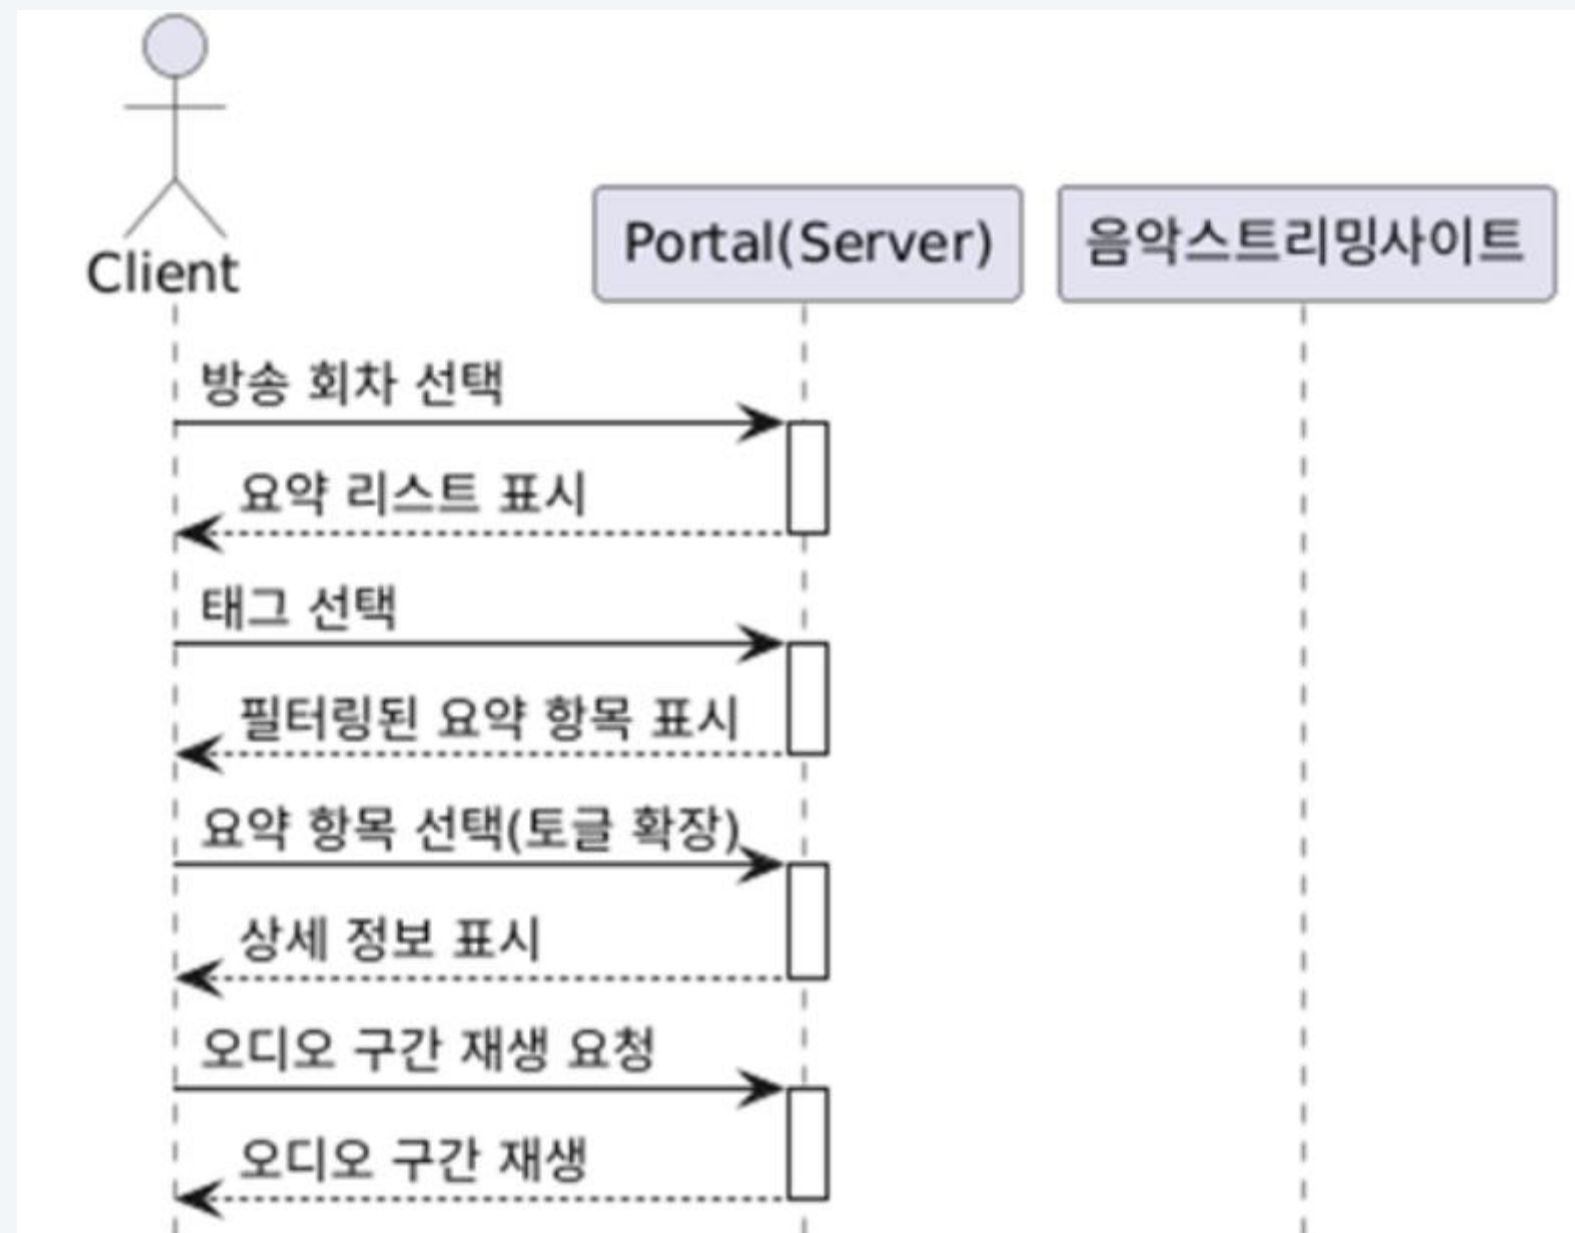 Client
Portal(Server)
음악스트리밍사이트
방송 회차 선택
요약 리스트 표시
태그 선택
필터링된 요약 항목 표시
요약 항목 선택(토글 확장)
상세 정보 표시
오디오 구간 재생 요청
오디오 구간 재생